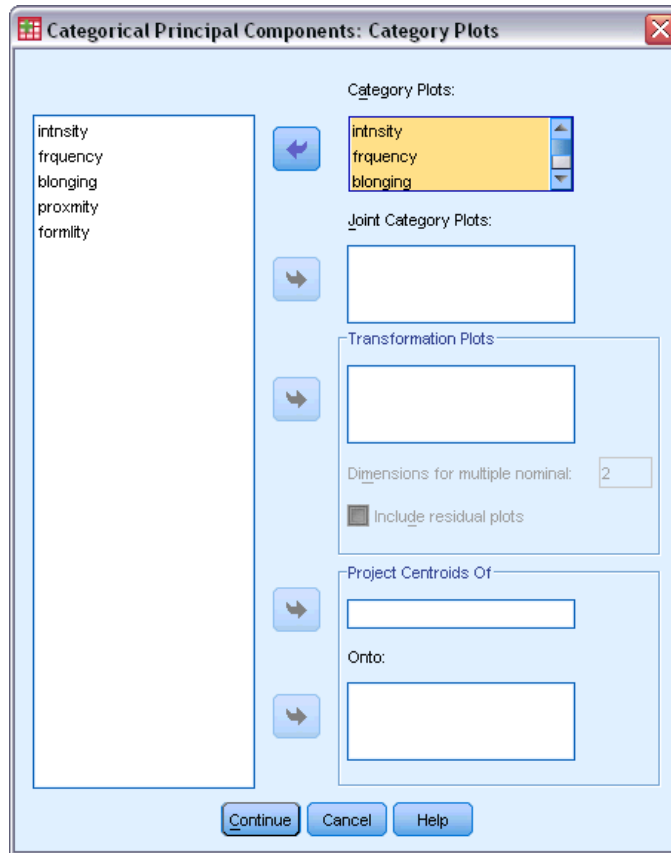 Categorical Principal Components: Category Plots
intnsity
frquency
blonging
proxmity
formlity
Category Plots:
intnsity
frquency
blonging
Joint Category Plots:
Transformation Plots
Dimensions for multiple nominal: 2
Include residual plots
Project Centroids Of
Onto:
Continue Cancel Help